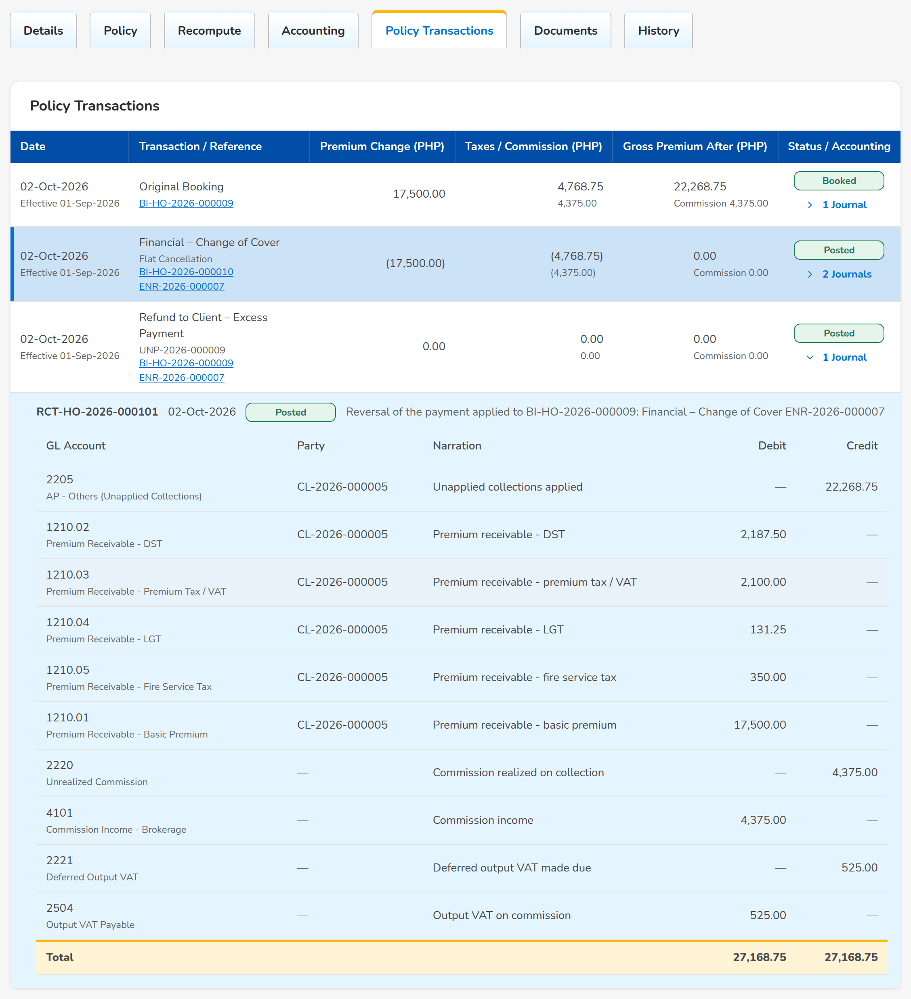 Details Policy Recompute Accounting Policy Transactions Documents History
Policy Transactions
Date Transaction / Reference Premium Change (PHP) Taxes / Commission (PHP) Gross Premium After (PHP) Status / Accounting
02-Oct-2026
Effective 01-Sep-2026
Original Booking
BI-HO-2026-000009
17,500.00
4,768.75
4,375.00
22,268.75
Commission 4,375.00
Booked
1 Journal
02-Oct-2026
Effective 01-Sep-2026
Financial – Change of Cover
Flat Cancellation
BI-HO-2026-000010
ENR-2026-000007
(17,500.00)
(4,768.75)
(4,375.00)
0.00
Commission 0.00
Posted
2 Journals
02-Oct-2026
Effective 01-Sep-2026
Refund to Client – Excess
Payment
UNP-2026-000009
BI-HO-2026-000009
ENR-2026-000007
0.00
0.00
0.00
0.00
Commission 0.00
Posted
1 Journal
RCT-HO-2026-000101 02-Oct-2026 Posted Reversal of the payment applied to BI-HO-2026-000009: Financial – Change of Cover ENR-2026-000007
GL Account Party Narration Debit Credit
2205
AP - Others (Unapplied Collections)
CL-2026-000005 Unapplied collections applied — 22,268.75
1210.02
Premium Receivable - DST
CL-2026-000005 Premium receivable - DST 2,187.50 —
1210.03
Premium Receivable - Premium Tax / VAT
CL-2026-000005 Premium receivable - premium tax / VAT 2,100.00 —
1210.04
Premium Receivable - LGT
CL-2026-000005 Premium receivable - LGT 131.25 —
1210.05
Premium Receivable - Fire Service Tax
CL-2026-000005 Premium receivable - fire service tax 350.00 —
1210.01
Premium Receivable - Basic Premium
CL-2026-000005 Premium receivable - basic premium 17,500.00 —
2220
Unrealized Commission
— Commission realized on collection — 4,375.00
4101
Commission Income - Brokerage
— Commission income 4,375.00 —
2221
Deferred Output VAT
— Deferred output VAT made due — 525.00
2504
Output VAT Payable
— Output VAT on commission 525.00 —
Total 27,168.75 27,168.75